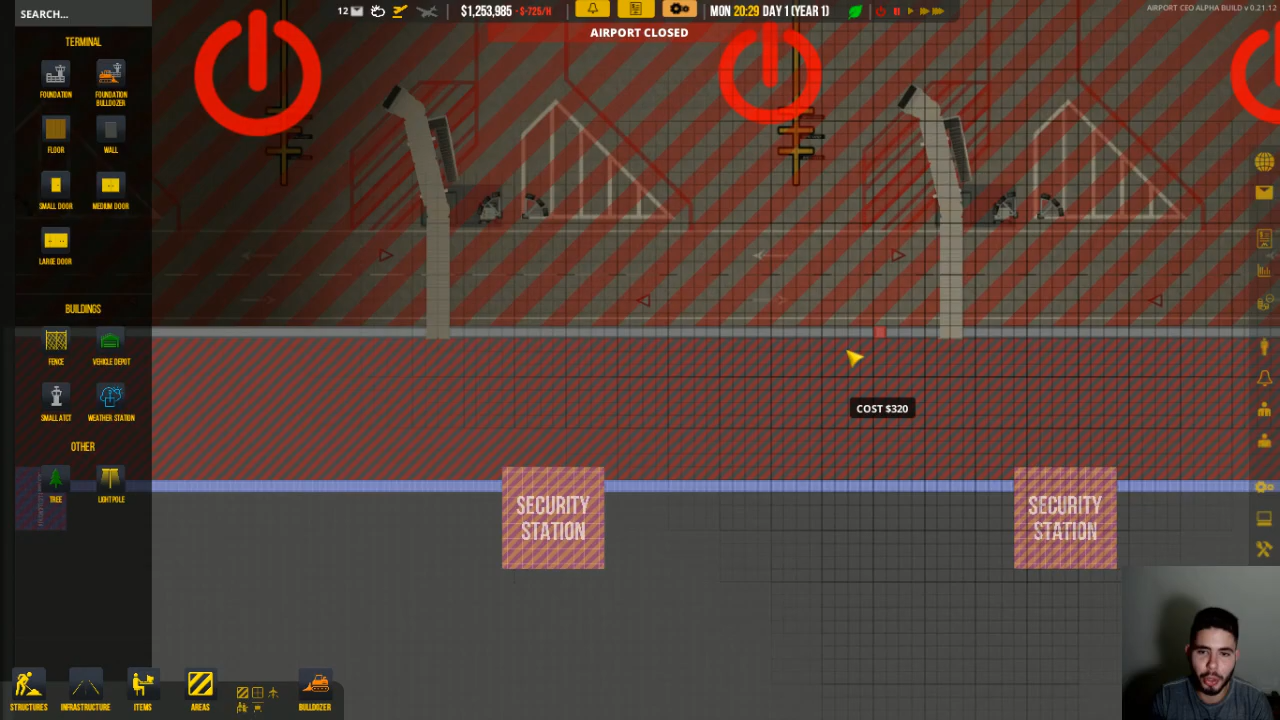 SEARCH...
12
$1,253,985 - $-725/H
MON 20:29 DAY 1 (YEAR 1)
AIRPORT CEO ALPHA BUILD V 0.21.12
AIRPORT CLOSED
TERMINAL
FOUNDATION
FOUNDATION BULLDOZER
FLOOR
WALL
SMALL DOOR
MEDIUM DOOR
LARGE DOOR
BUILDINGS
FENCE
VEHICLE DEPOT
SMALL ATCT
WEATHER STATION
OTHER
TREE
LIGHT POLE
COST $320
SECURITY
STATION
SECURITY
STATION
STRUCTURES
INFRASTRUCTURE
ITEMS
AREAS
BULLDOZER